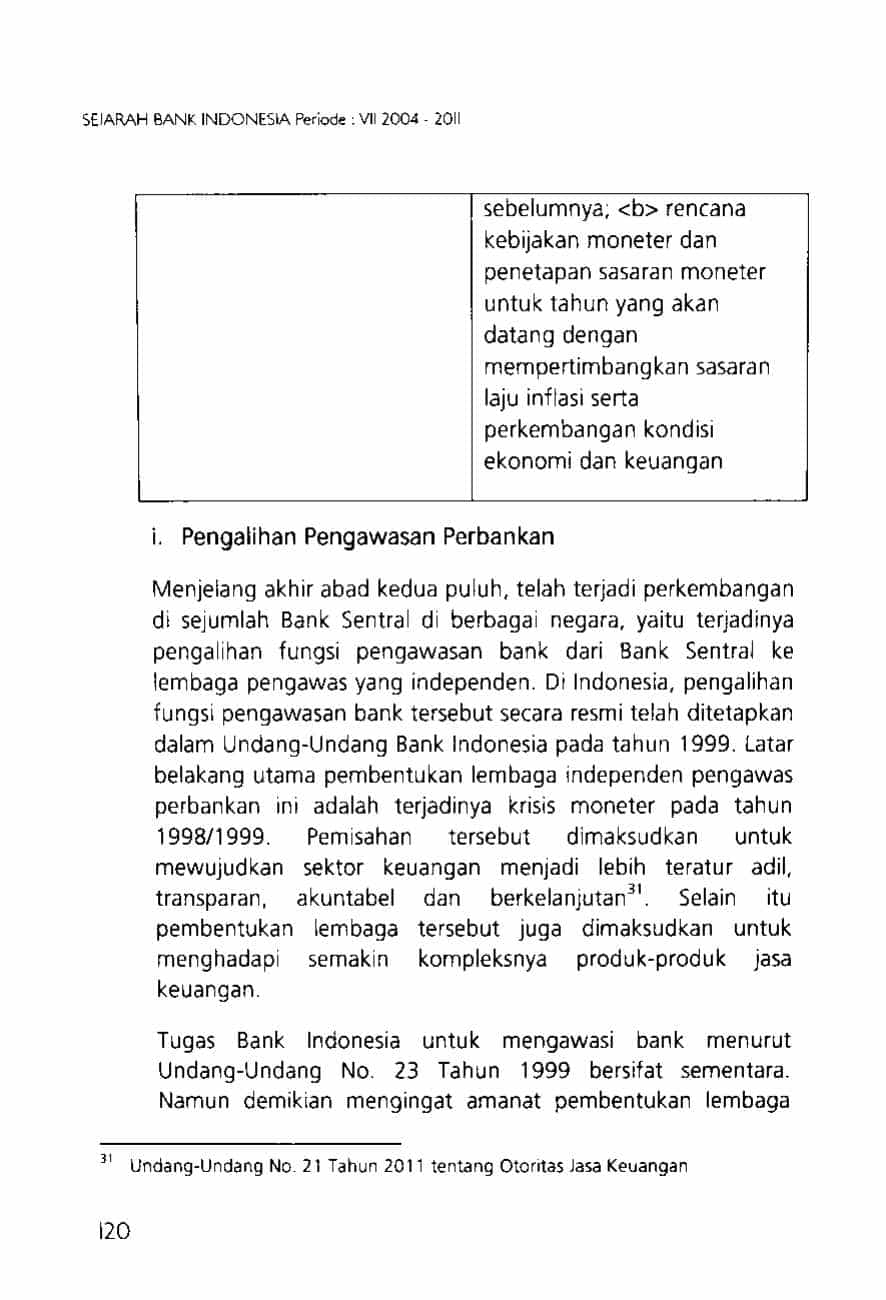 SEJARAH BANK INDONESIA Periode : VII 2004 - 2011
sebelumnya; <b> rencana
kebijakan moneter dan
penetapan sasaran moneter
untuk tahun yang akan
datang dengan
mempertimbangkan sasaran
laju inflasi serta
perkembangan kondisi
ekonomi dan keuangan
i. Pengalihan Pengawasan Perbankan
Menjelang akhir abad kedua puluh, telah terjadi perkembangan
di sejumlah Bank Sentral di berbagai negara, yaitu terjadinya
pengalihan fungsi pengawasan bank dari Bank Sentral ke
lembaga pengawas yang independen. Di Indonesia, pengalihan
fungsi pengawasan bank tersebut secara resmi telah ditetapkan
dalam Undang-Undang Bank Indonesia pada tahun 1999. Latar
belakang utama pembentukan lembaga independen pengawas
perbankan ini adalah terjadinya krisis moneter pada tahun
1998/1999. Pemisahan tersebut dimaksudkan untuk
mewujudkan sektor keuangan menjadi lebih teratur adil,
transparan, akuntabel dan berkelanjutan³¹. Selain itu
pembentukan lembaga tersebut juga dimaksudkan untuk
menghadapi semakin kompleksnya produk-produk jasa
keuangan.
Tugas Bank Indonesia untuk mengawasi bank menurut
Undang-Undang No. 23 Tahun 1999 bersifat sementara.
Namun demikian mengingat amanat pembentukan lembaga
³¹ Undang-Undang No. 21 Tahun 2011 tentang Otoritas Jasa Keuangan
120